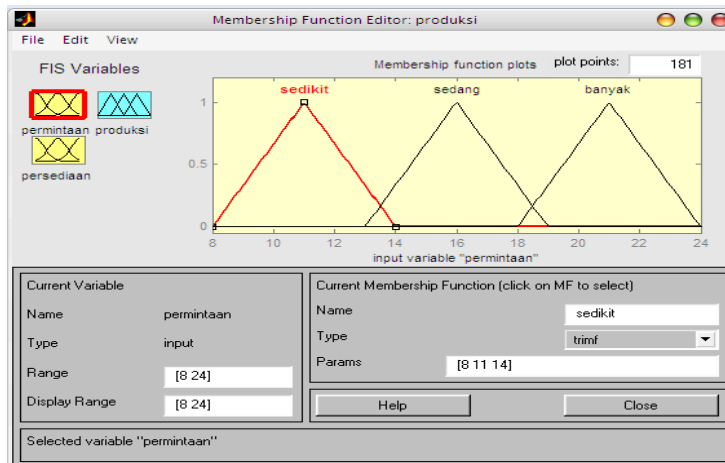 Membership Function Editor: produksi
File Edit View
FIS Variables
Membership function plots plot points: 181
permintaan produksi
persediaan
sedikit sedang banyak
1
0.5
0
8 10 12 14 16 18 20 22 24
input variable "permintaan"
Current Variable
Name permintaan
Type input
Range [8 24]
Display Range [8 24]
Current Membership Function (click on MF to select)
Name sedikit
Type trimf
Params [8 11 14]
Help Close
Selected variable "permintaan"